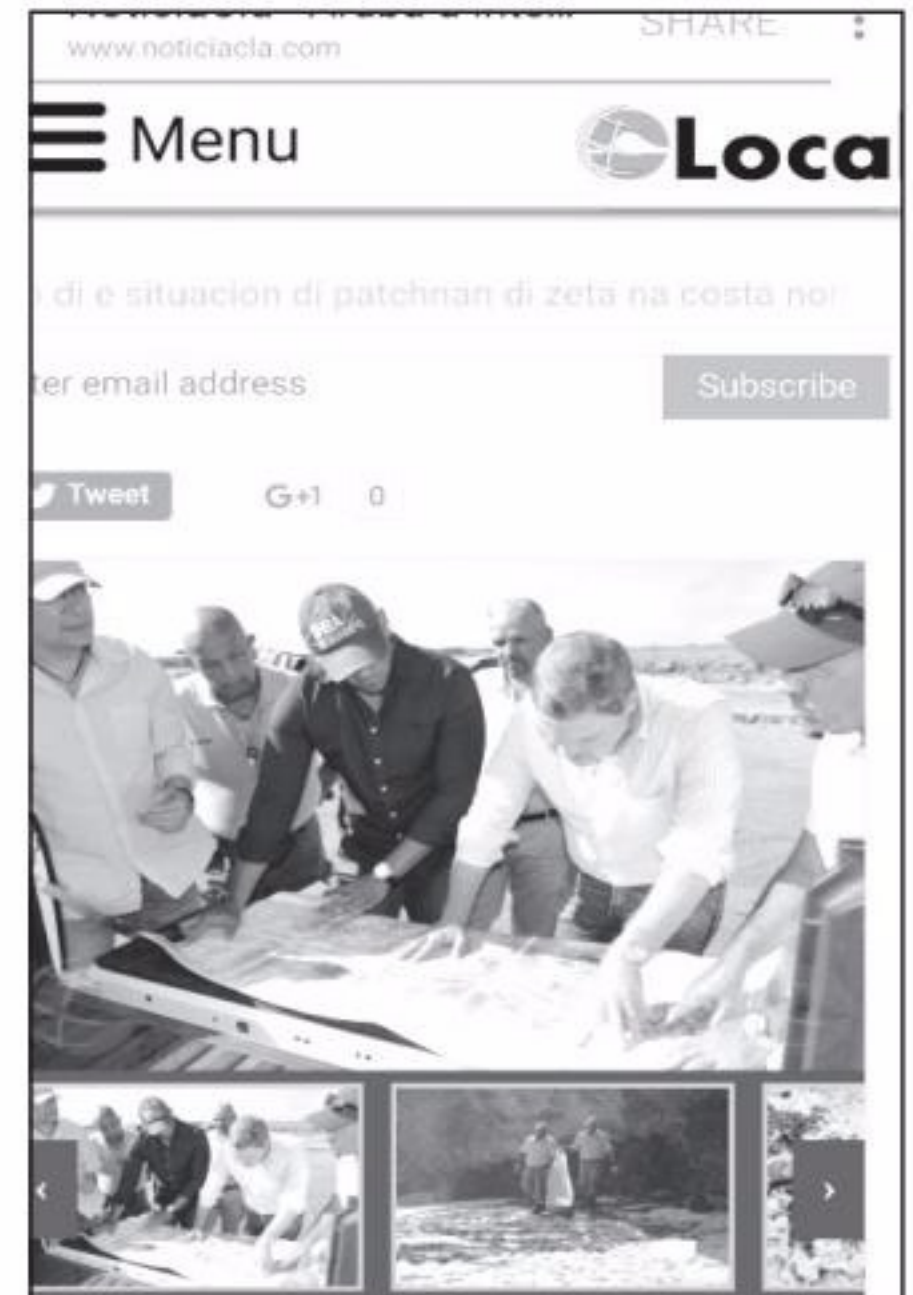 www.noticiacla.com
SHARE
Menu
Loca
di e situacion di patchnan di zeta na costa nor
ter email address
Subscribe
Tweet
G+1 0